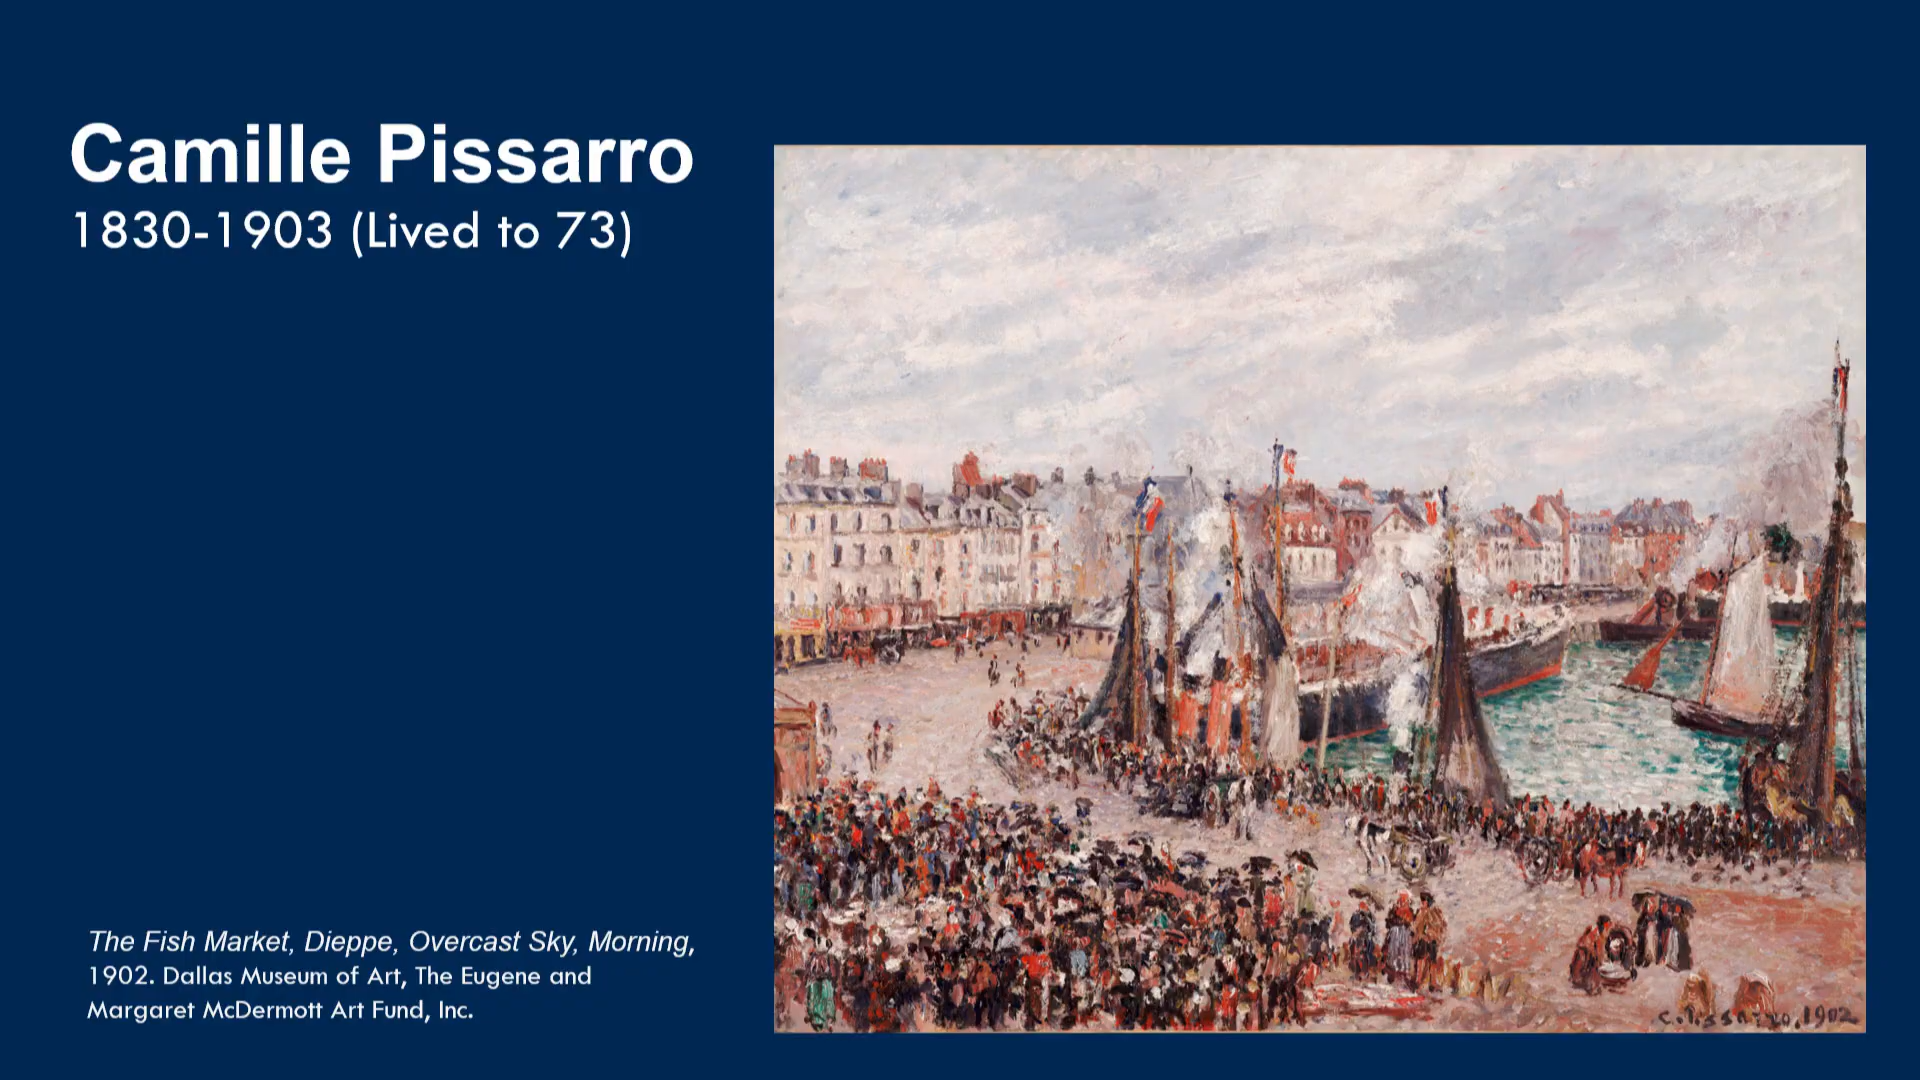 Camille Pissarro
1830-1903 (Lived to 73)
The Fish Market, Dieppe, Overcast Sky, Morning,
1902. Dallas Museum of Art, The Eugene and
Margaret McDermott Art Fund, Inc.
C. Pissarro. 1902